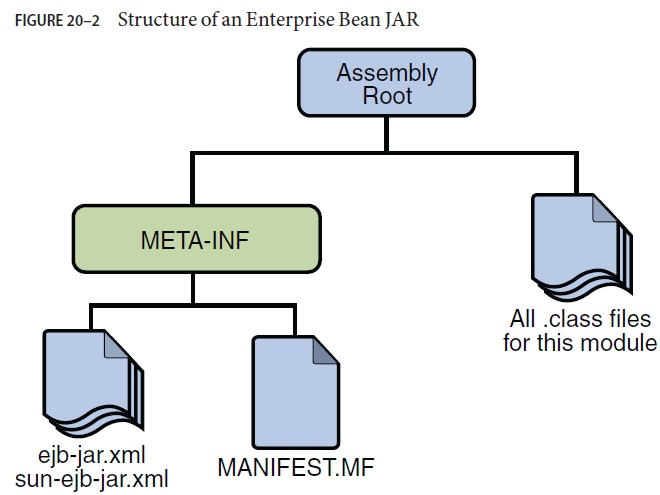 FIGURE 20–2 Structure of an Enterprise Bean JAR
Assembly
Root
META-INF
All .class files
for this module
ejb-jar.xml
sun-ejb-jar.xml
MANIFEST.MF